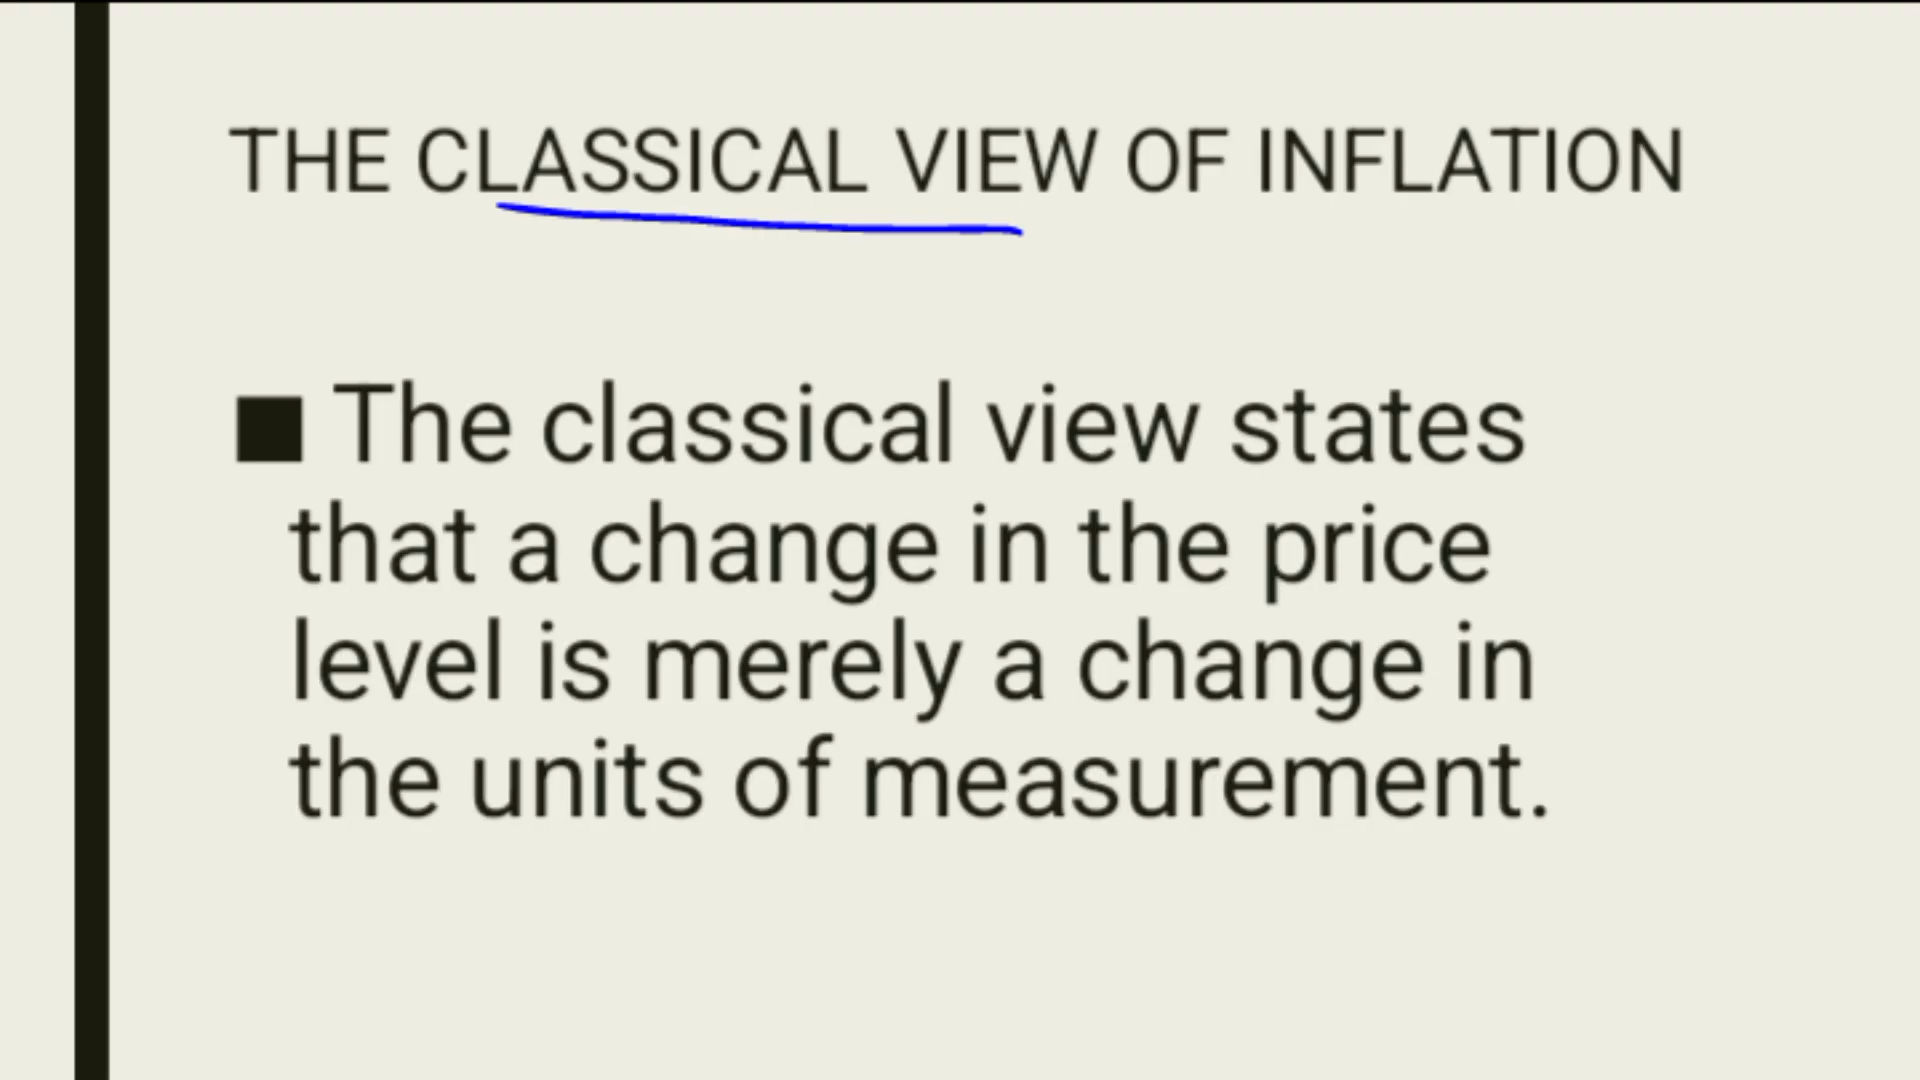 THE CLASSICAL VIEW OF INFLATION
■ The classical view states
that a change in the price
level is merely a change in
the units of measurement.